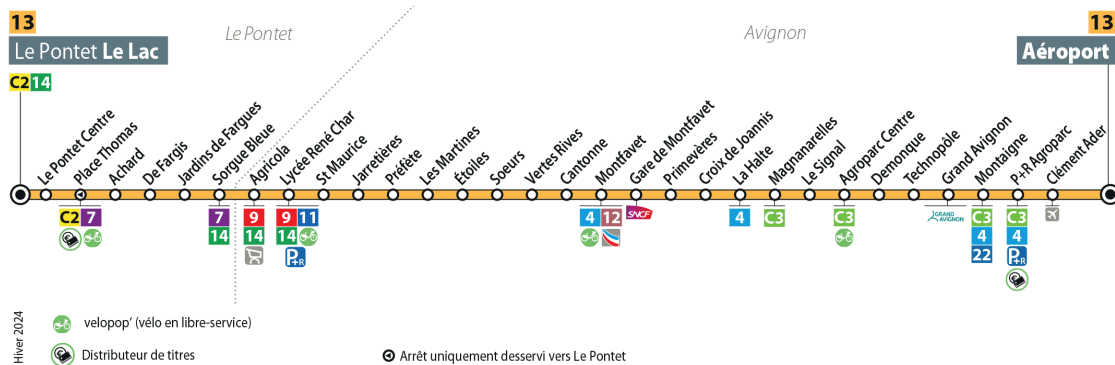 13
Le Pontet Le Lac
C2 14
Le Pontet
Avignon
13
Aéroport
Le Pontet Centre
Place Thomas
Achard
De Fargis
Jardins de Fargues
Sorgue Bleue
Agricola
Lycée René Char
St Maurice
Jarretières
Préfète
Les Martines
Étoiles
Soeurs
Vertes Rives
Cantonne
Montfavet
Gare de Montfavet
Primevères
Croix de Joannis
La Halte
Magnanarelles
Le Signal
Agroparc Centre
Demonque
Technopôle
Grand Avignon
Montaigne
P+R Agroparc
Clément Ader
C2 7
7
14
9
14
9 11
14
P+R
4 12
SNCF
4
C3
C3
GRAND
AVIGNON
C3
4
22
C3
4
P+R
Hiver 2024
velopop' (vélo en libre-service)
Distributeur de titres
Arrêt uniquement desservi vers Le Pontet